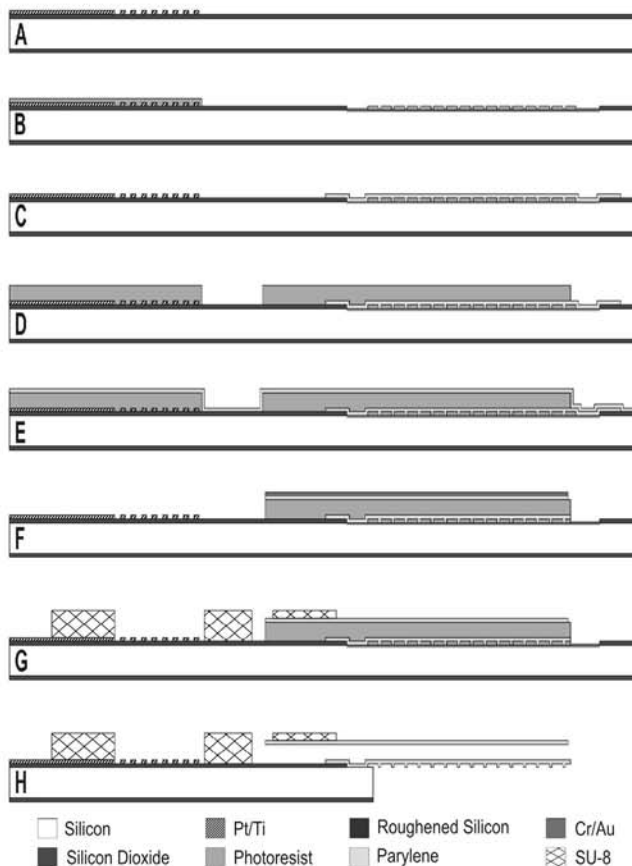 A
B
C
D
E
F
G
H
Silicon Pt/Ti Roughened Silicon Cr/Au
Silicon Dioxide Photoresist Parylene SU-8